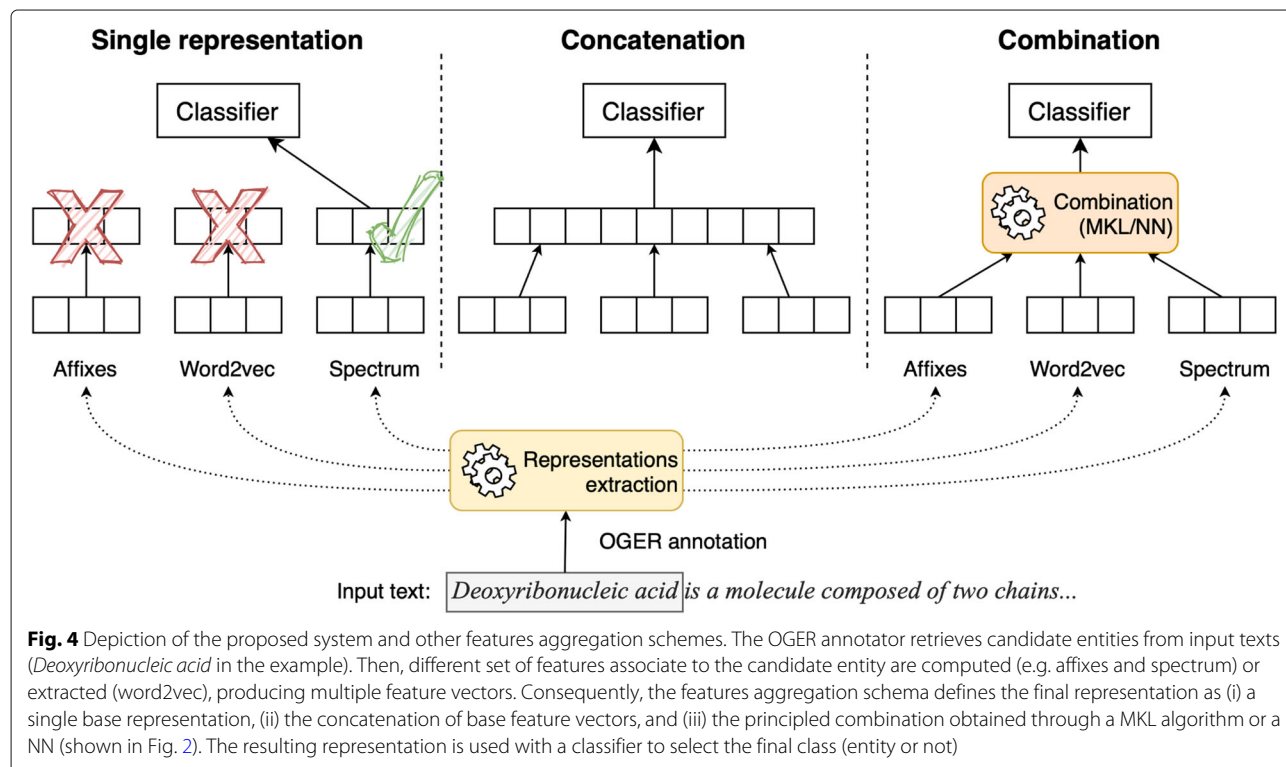 Single representation
Concatenation
Combination
Classifier
Classifier
Classifier
Combination
(MKL/NN)
Affixes
Word2vec
Spectrum
Affixes
Word2vec
Spectrum
Representations
extraction
OGER annotation
Input text: Deoxyribonucleic acid is a molecule composed of two chains...
Fig. 4 Depiction of the proposed system and other features aggregation schemes. The OGER annotator retrieves candidate entities from input texts
(Deoxyribonucleic acid in the example). Then, different set of features associate to the candidate entity are computed (e.g. affixes and spectrum) or
extracted (word2vec), producing multiple feature vectors. Consequently, the features aggregation schema defines the final representation as (i) a
single base representation, (ii) the concatenation of base feature vectors, and (iii) the principled combination obtained through a MKL algorithm or a
NN (shown in Fig. 2). The resulting representation is used with a classifier to select the final class (entity or not)